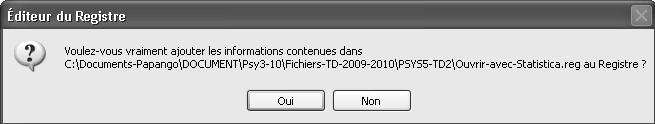 Éditeur du Registre
Voulez-vous vraiment ajouter les informations contenues dans
C:\Documents-Papango\DOCUMENT\Psy3-10\Fichiers-TD-2009-2010\PSYS5-TD2\Ouvrir-avec-Statistica.reg au Registre ?
Oui
Non